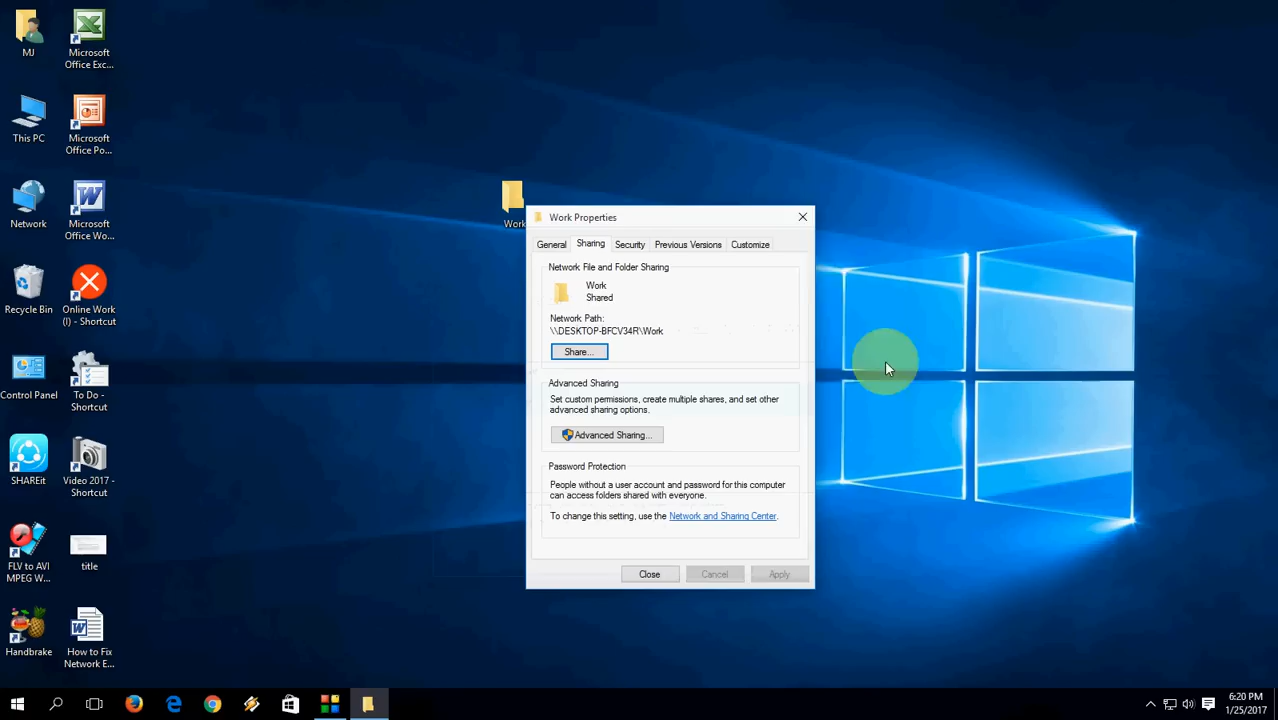 MJ
Microsoft
Office Exc...
This PC
Microsoft
Office Po...
Network
Microsoft
Office Wo...
Recycle Bin
Online Work
(I) - Shortcut
Control Panel
To Do -
Shortcut
SHAREit
Video 2017 -
Shortcut
FLV to AVI
MPEG W...
title
Handbrake
How to Fix
Network E...
Work
Work Properties
General
Sharing
Security
Previous Versions
Customize
Network File and Folder Sharing
Work
Shared
Network Path:
\\DESKTOP-BFCV34R\Work
Share...
Advanced Sharing
Set custom permissions, create multiple shares, and set other
advanced sharing options.
Advanced Sharing...
Password Protection
People without a user account and password for this computer
can access folders shared with everyone.
To change this setting, use the Network and Sharing Center.
Close
Cancel
Apply
6:20 PM
1/25/2017